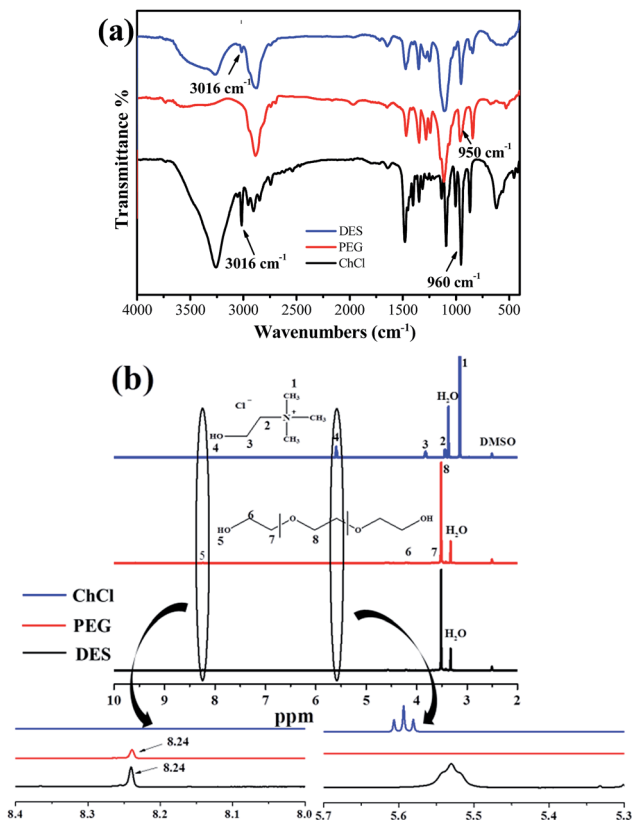 (a)
Transmittance %
3016 cm-1
950 cm-1
3016 cm-1
960 cm-1
DES
PEG
ChCl
4000 3500 3000 2500 2000 1500 1000 500
Wavenumbers (cm-1)
(b)
1
Cl−
CH3
N+
CH3
CH3
HO
2
3
4
4
3
2
H2O
1
DMSO
8
HO
5
6
7
O
8
O
OH
5
6
7
H2O
H2O
ChCl
PEG
DES
10 9 8 7 6 5 4 3 2
ppm
8.24
8.24
8.4 8.3 8.2 8.1 8.0
5.7 5.6 5.5 5.4 5.3